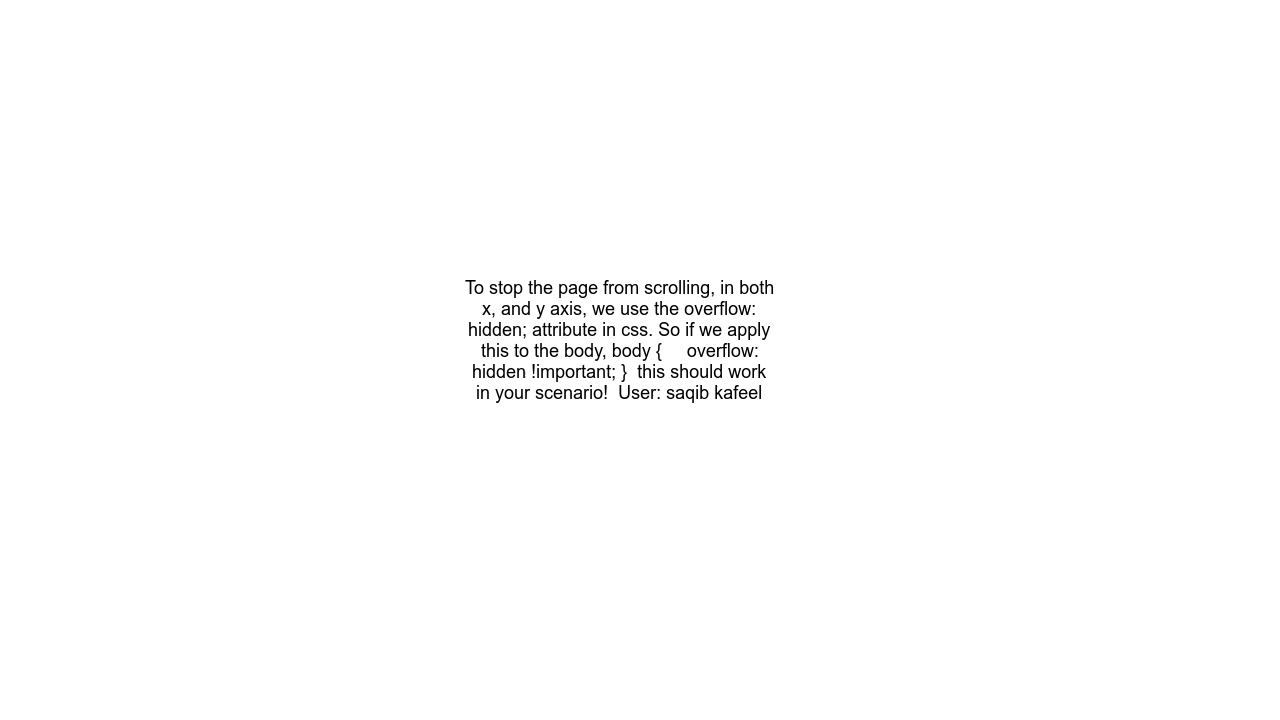 To stop the page from scrolling, in both
x, and y axis, we use the overflow:
hidden; attribute in css. So if we apply
this to the body, body {     overflow:
hidden !important; }  this should work
in your scenario!  User: saqib kafeel